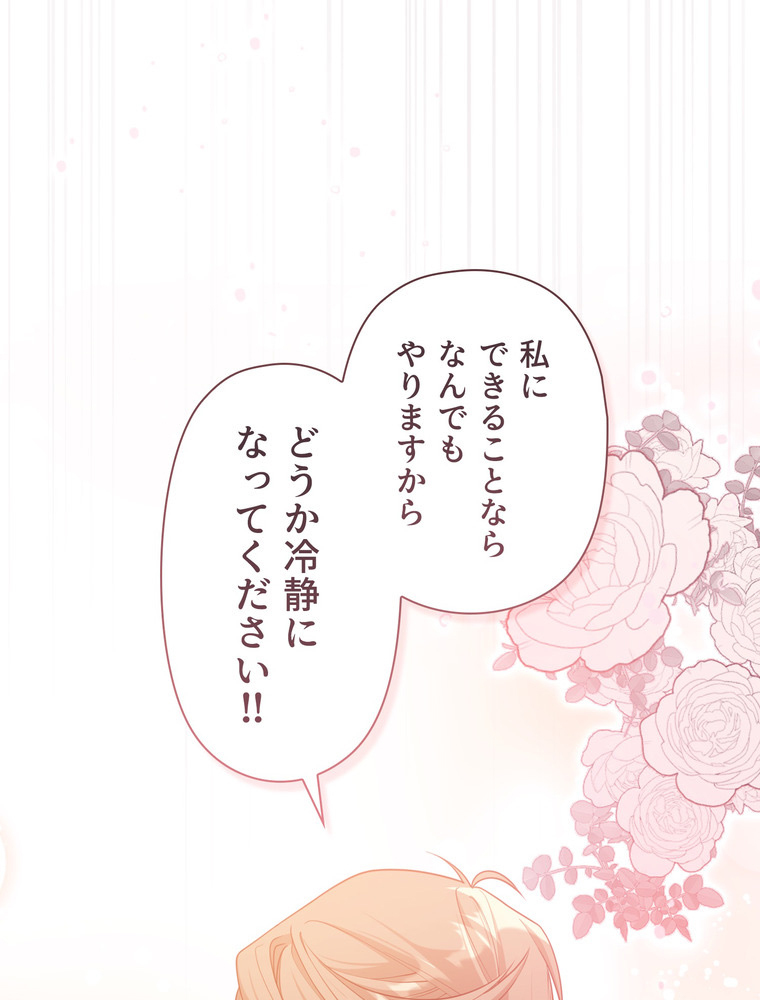 私に
できることなら
なんでも
やりますから
どうか冷静に
なってください!!